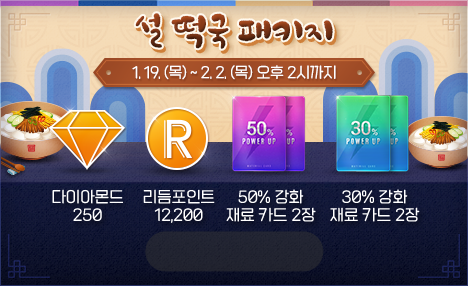 설 떡국 패키지
1. 19. (목) ~ 2. 2. (목) 오후 2시까지
R
50%
POWER UP
30%
POWER UP
다이아몬드
250
리듬포인트
12,200
50% 강화
재료 카드 2장
30% 강화
재료 카드 2장